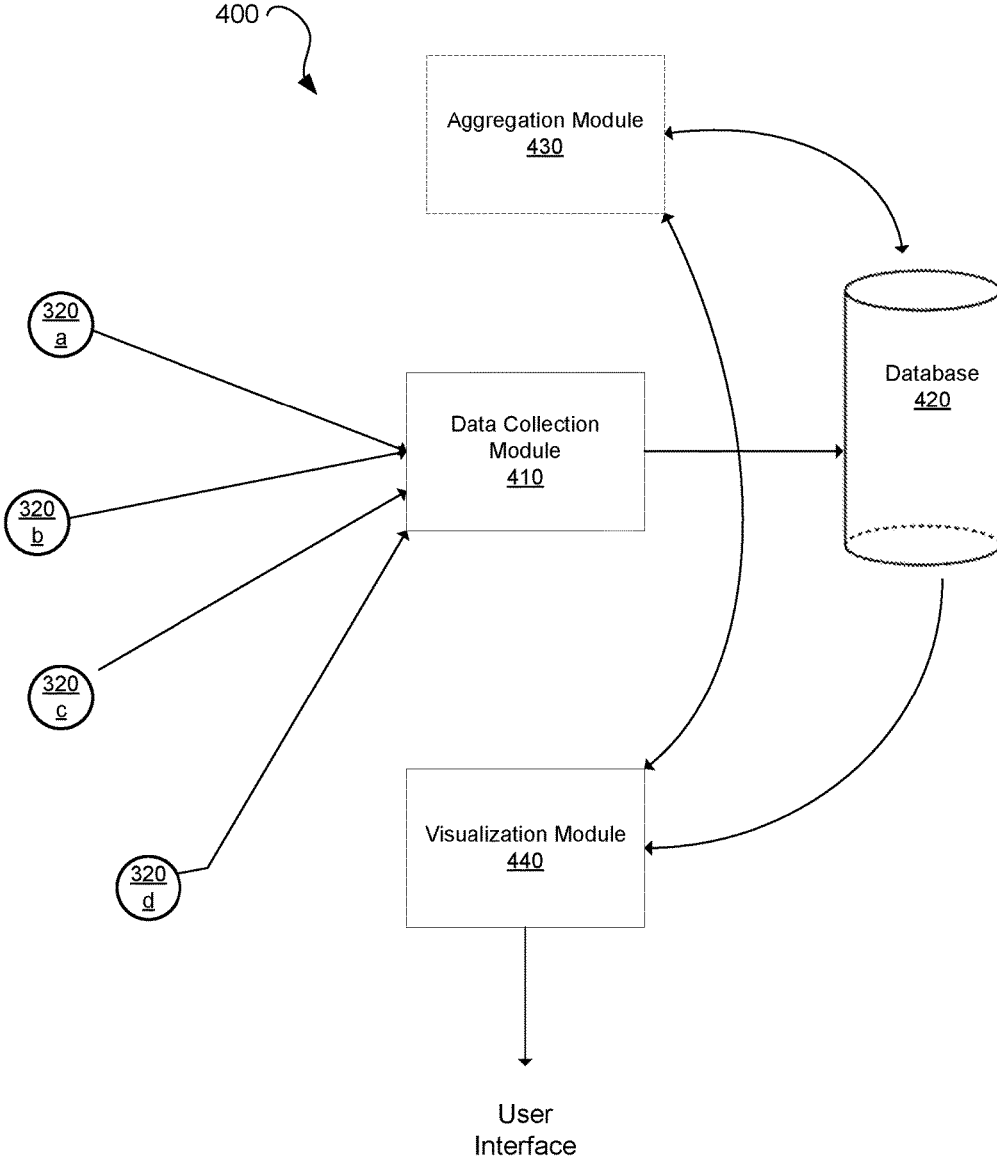 400
Aggregation Module
430
320
a
Database
420
Data Collection
Module
410
320
b
320
c
Visualization Module
440
320
d
User
Interface